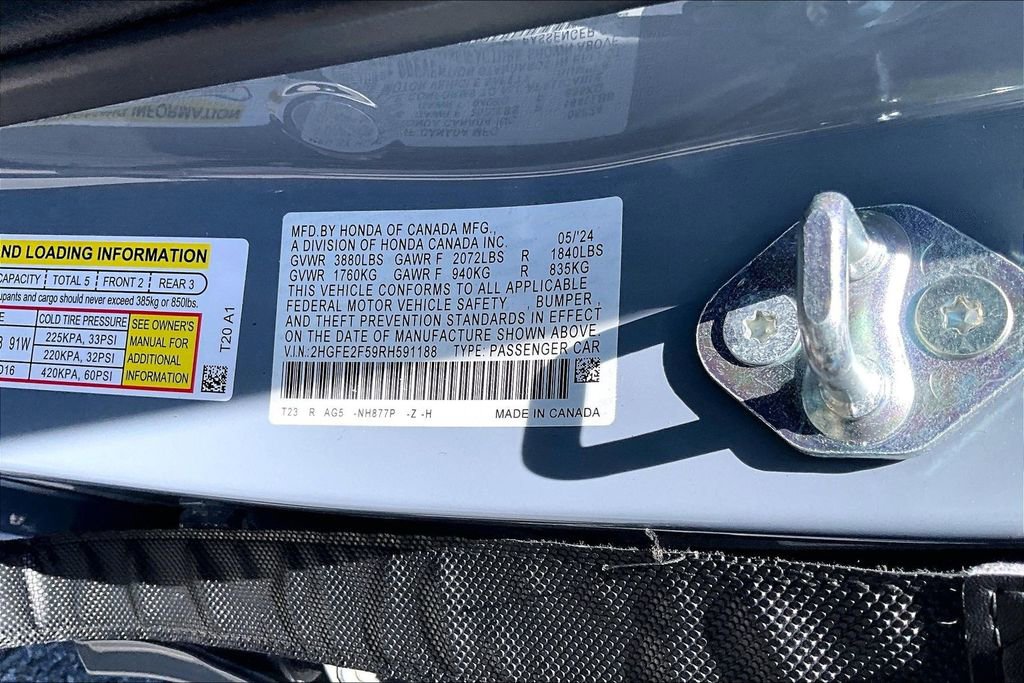 ND LOADING INFORMATION
CAPACITY TOTAL 5 FRONT 2 REAR 3
upants and cargo should never exceed 385kg or 850lbs.
E COLD TIRE PRESSURE SEE OWNER'S MANUAL FOR ADDITIONAL INFORMATION
B 91W 225KPA, 33PSI
220KPA, 32PSI
D16 420KPA, 60PSI
T20 A1
MFD.BY HONDA OF CANADA MFG.,
A DIVISION OF HONDA CANADA INC. 05/'24
GVWR 3880LBS GAWR F 2072LBS R 1840LBS
GVWR 1760KG GAWR F 940KG R 835KG
THIS VEHICLE CONFORMS TO ALL APPLICABLE
FEDERAL MOTOR VEHICLE SAFETY , BUMPER ,
AND THEFT PREVENTION STANDARDS IN EFFECT
ON THE DATE OF MANUFACTURE SHOWN ABOVE
V.I.N.:2HGFE2F59RH591188 TYPE: PASSENGER CAR
T23 R AG5 -NH877P -Z -H MADE IN CANADA